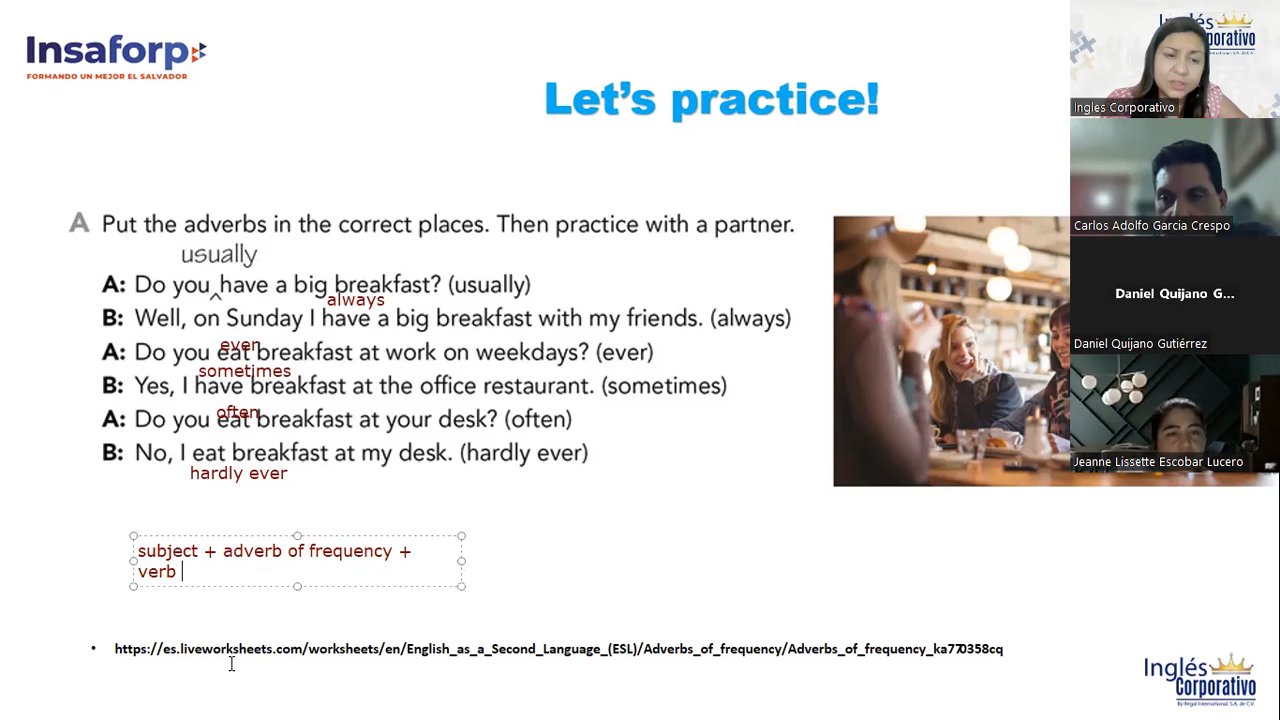 Insaforp
FORMANDO UN MEJOR EL SALVADOR
Let's practice!
A Put the adverbs in the correct places. Then practice with a partner.
usually
A: Do you ^ have a big breakfast? (usually)
always
B: Well, on Sunday I have a big breakfast with my friends. (always)
ever
A: Do you eat breakfast at work on weekdays? (ever)
sometimes
B: Yes, I have breakfast at the office restaurant. (sometimes)
often
A: Do you eat breakfast at your desk? (often)
B: No, I eat breakfast at my desk. (hardly ever)
hardly ever
subject + adverb of frequency +
verb
• https://es.liveworksheets.com/worksheets/en/English_as_a_Second_Language_(ESL)/Adverbs_of_frequency/Adverbs_of_frequency_ka770358cq
Inglés
Corporativo
By Regal International, S.A. de C.V.
Inglés
Ingles Corporativo
Carlos Adolfo Garcia Crespo
Daniel Quijano G...
Daniel Quijano Gutiérrez
Jeanne Lissette Escobar Lucero